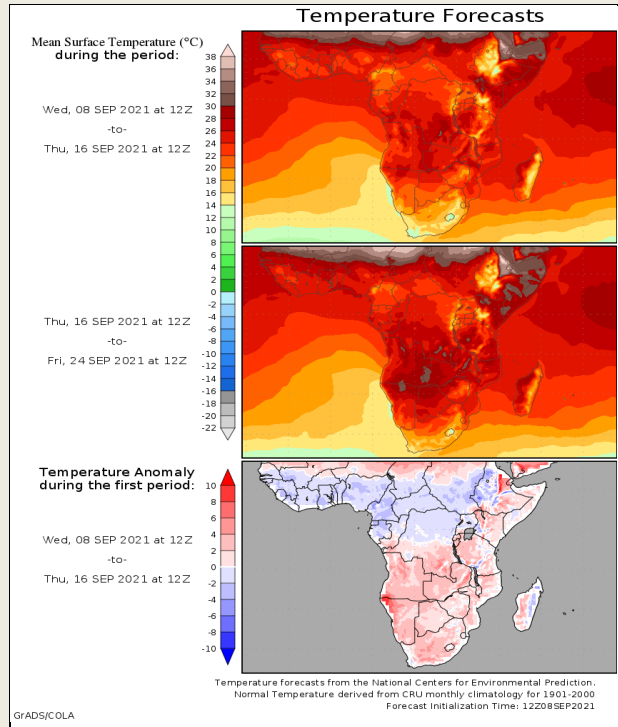 Temperature Forecasts
Mean Surface Temperature (°C)
during the period:
Wed, 08 SEP 2021 at 12Z
-to-
Thu, 16 SEP 2021 at 12Z
38
36
34
32
30
28
26
24
22
20
18
16
14
12
10
8
6
4
2
0
-2
-4
-6
-8
-10
-12
-14
-16
-18
-20
-22
Thu, 16 SEP 2021 at 12Z
-to-
Fri, 24 SEP 2021 at 12Z
Temperature Anomaly
during the first period:
Wed, 08 SEP 2021 at 12Z
-to-
Thu, 16 SEP 2021 at 12Z
10
8
6
4
2
0
-2
-4
-6
-8
-10
Temperature forecasts from the National Centers for Environmental Prediction.
Normal Temperature derived from CRU monthly climatology for 1901-2000
Forecast Initialization Time: 12Z08SEP2021
GrADS/COLA